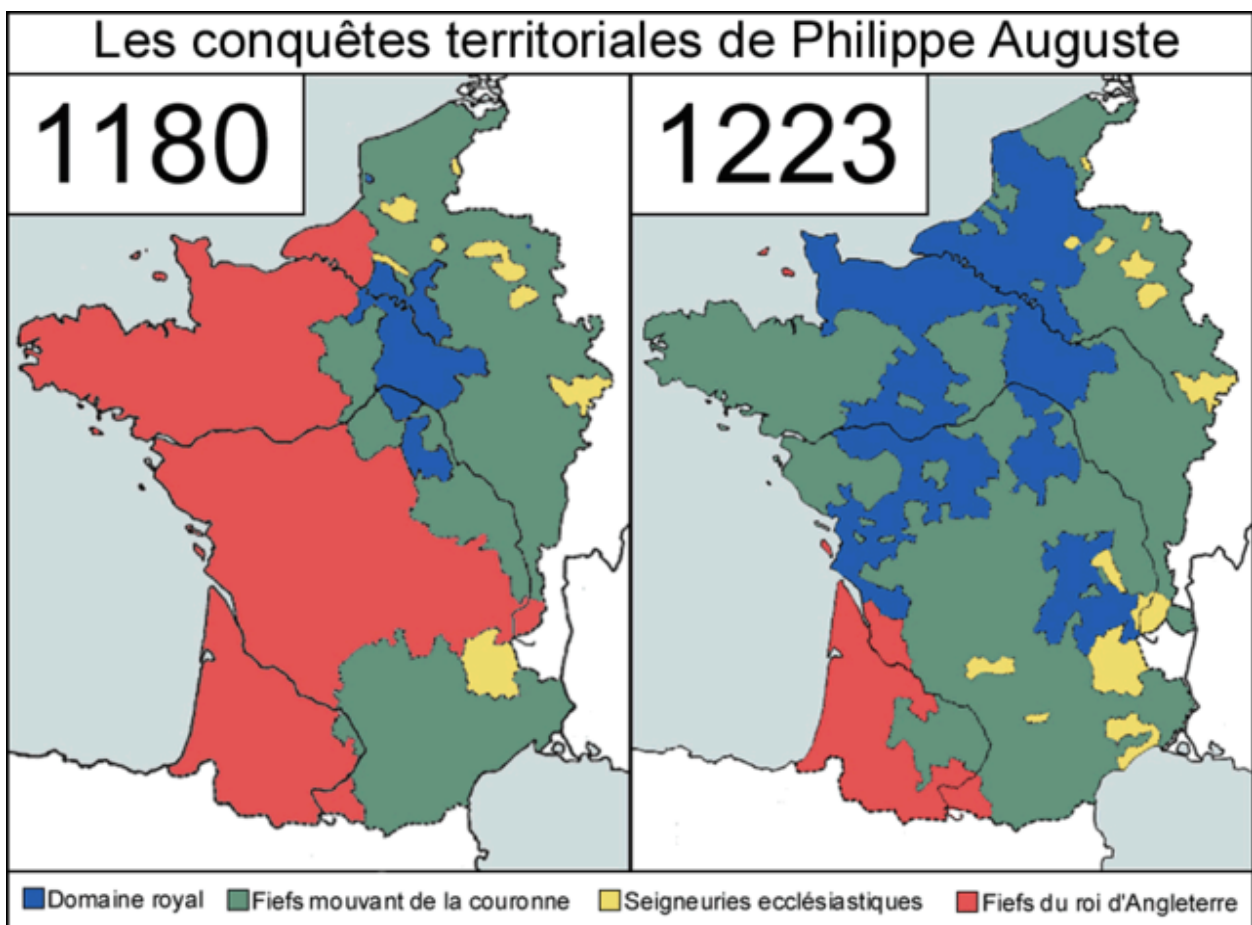 Les conquêtes territoriales de Philippe Auguste
1180
1223
Domaine royal
Fiefs mouvant de la couronne
Seigneuries ecclésiastiques
Fiefs du roi d'Angleterre